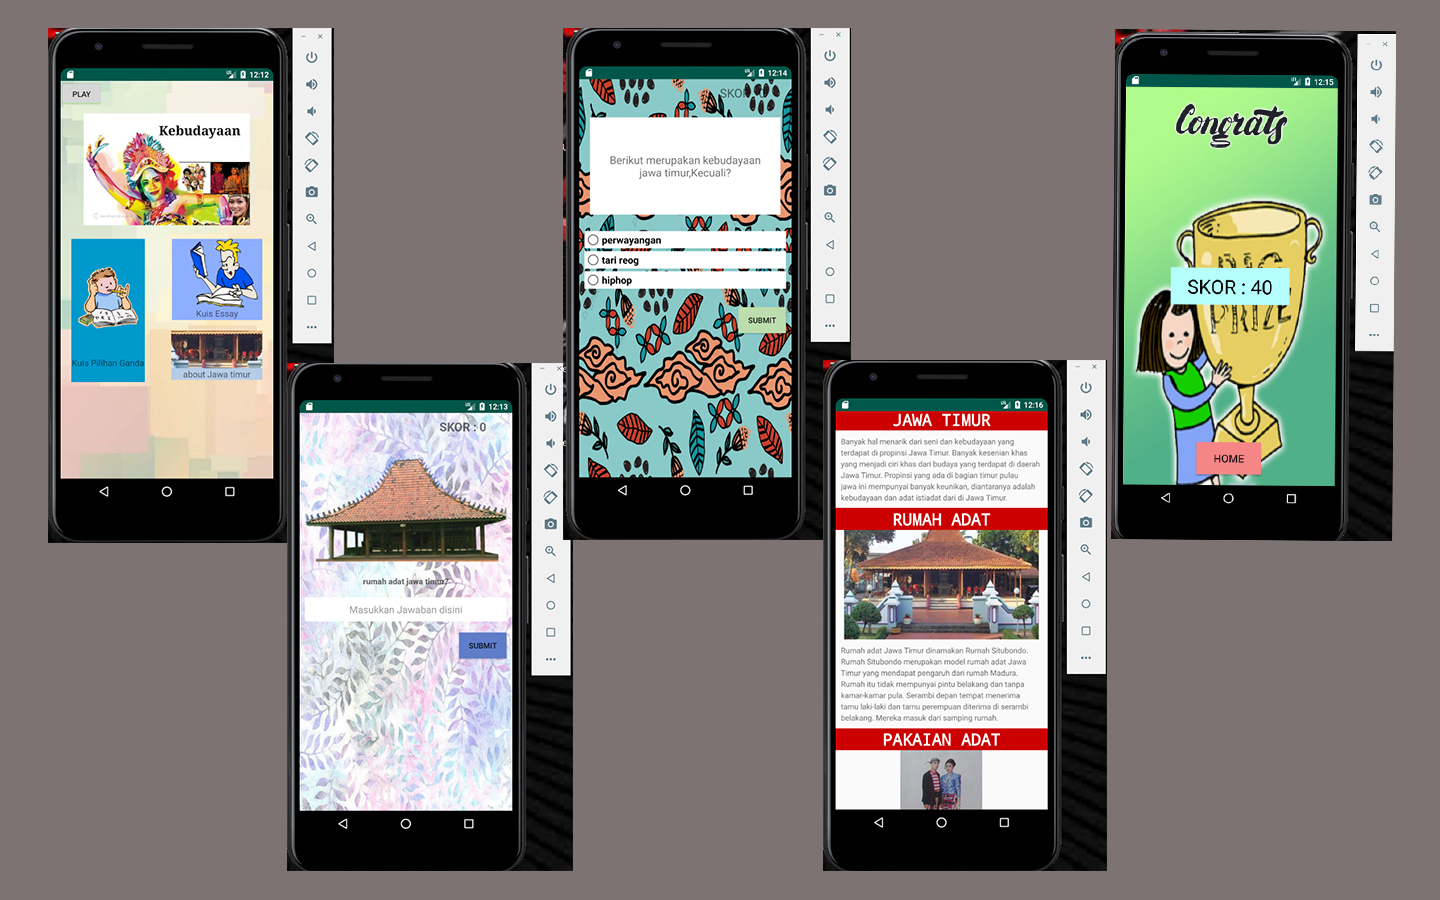 12:12
PLAY
Kebudayaan
Kuis Essay
Kuis Pilihan Ganda
about Jawa timur
12:13
SKOR : 0
rumah adat jawa timur?
Masukkan Jawaban disini
SUBMIT
12:14
SKOR
Berikut merupakan kebudayaan
jawa timur,Kecuali?
perwayangan
tari reog
hiphop
SUBMIT
12:16
JAWA TIMUR
Banyak hal menarik dari seni dan kebudayaan yang
terdapat di propinsi Jawa Timur. Banyak kesenian khas
yang menjadi ciri khas dari budaya yang terdapat di daerah
Jawa Timur. Propinsi yang ada di bagian timur pulau
jawa ini mempunyai banyak keunikan, diantaranya adalah
kebudayaan dan adat istiadat dari di Jawa Timur.
RUMAH ADAT
Rumah adat Jawa Timur dinamakan Rumah Situbondo.
Rumah Situbondo merupakan model rumah adat Jawa
Timur yang mendapat pengaruh dari rumah Madura.
Rumah itu tidak mempunyai pintu belakang dan tanpa
kamar-kamar pula. Serambi depan tempat menerima
tamu laki-laki dan tamu perempuan diterima di serambi
belakang. Mereka masuk dari samping rumah.
PAKAIAN ADAT
12:15
Congrats
BIG
SKOR : 40
PRIZE
HOME